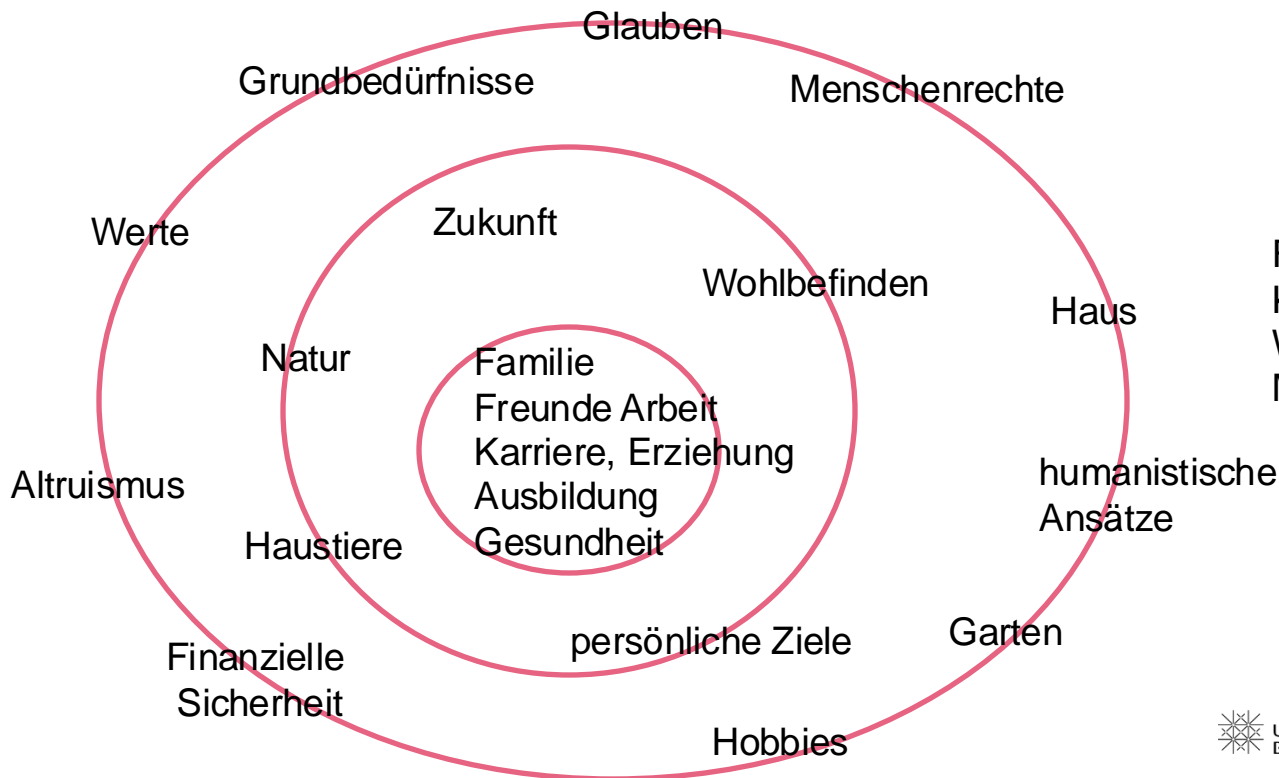 Glauben
Grundbedürfnisse
Menschenrechte
Werte
Zukunft
Wohlbefinden
Haus
Natur
Familie
Freunde Arbeit
Karriere, Erziehung
Ausbildung
Gesundheit
Altruismus
humanistische
Ansätze
Haustiere
persönliche Ziele
Garten
Finanzielle
Sicherheit
Hobbies